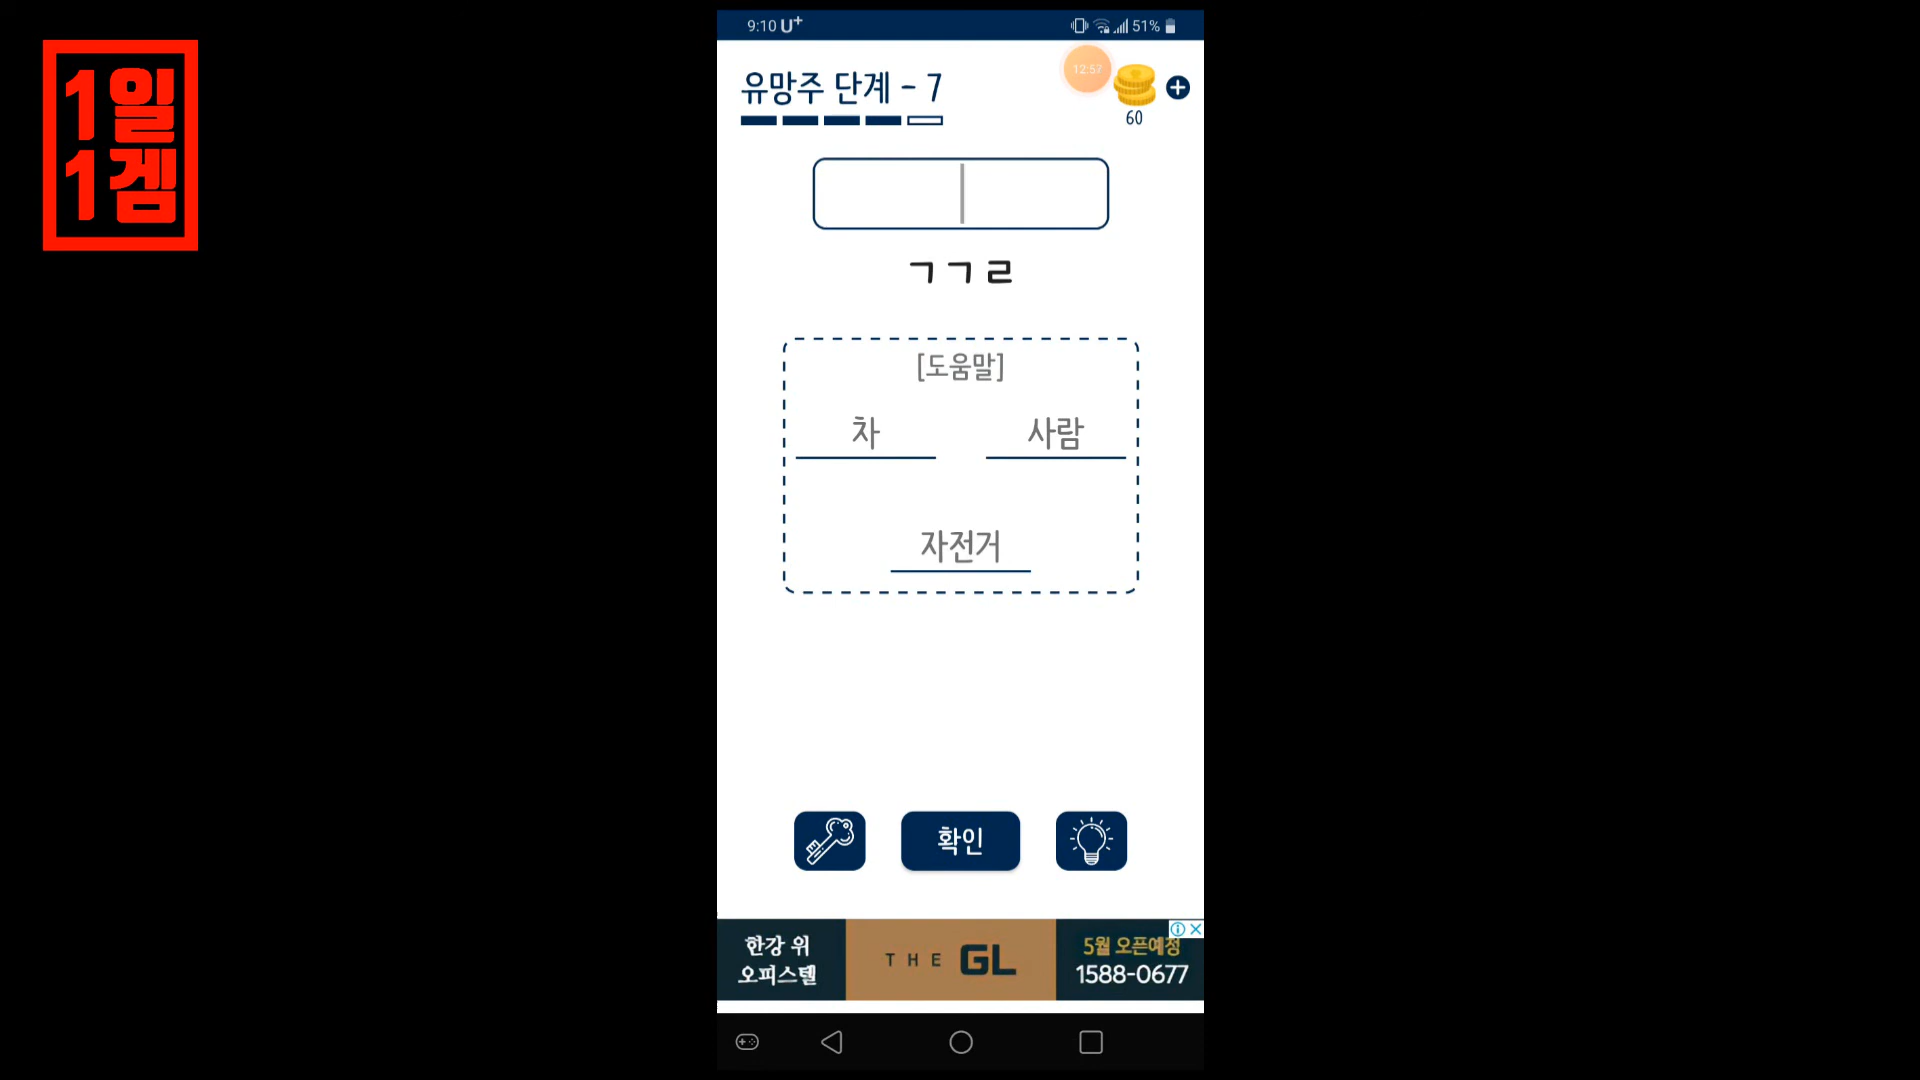 1일
1겜
9:10 U+
51%
유망주 단계 - 7
12:57
60
ㄱㄱㄹ
[도움말]
차
사람
자전거
확인
한강 위
오피스텔
THE GL
5월 오픈예정
1588-0677